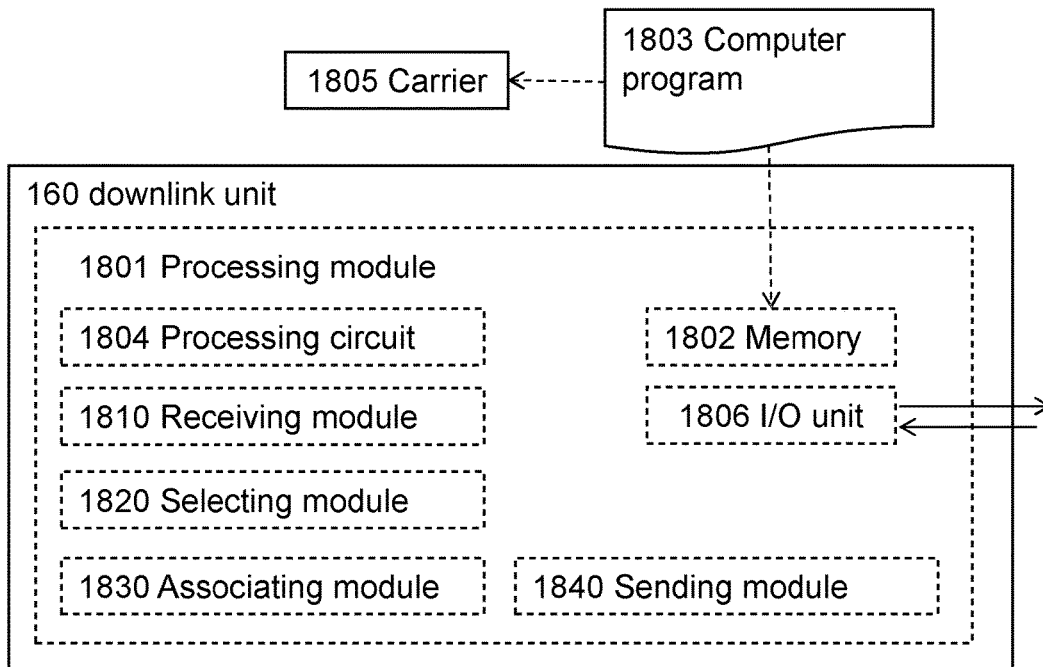 1803 Computer
program
1805 Carrier
160 downlink unit
1801 Processing module
1804 Processing circuit
1802 Memory
1810 Receiving module
1806 I/O unit
1820 Selecting module
1830 Associating module
1840 Sending module